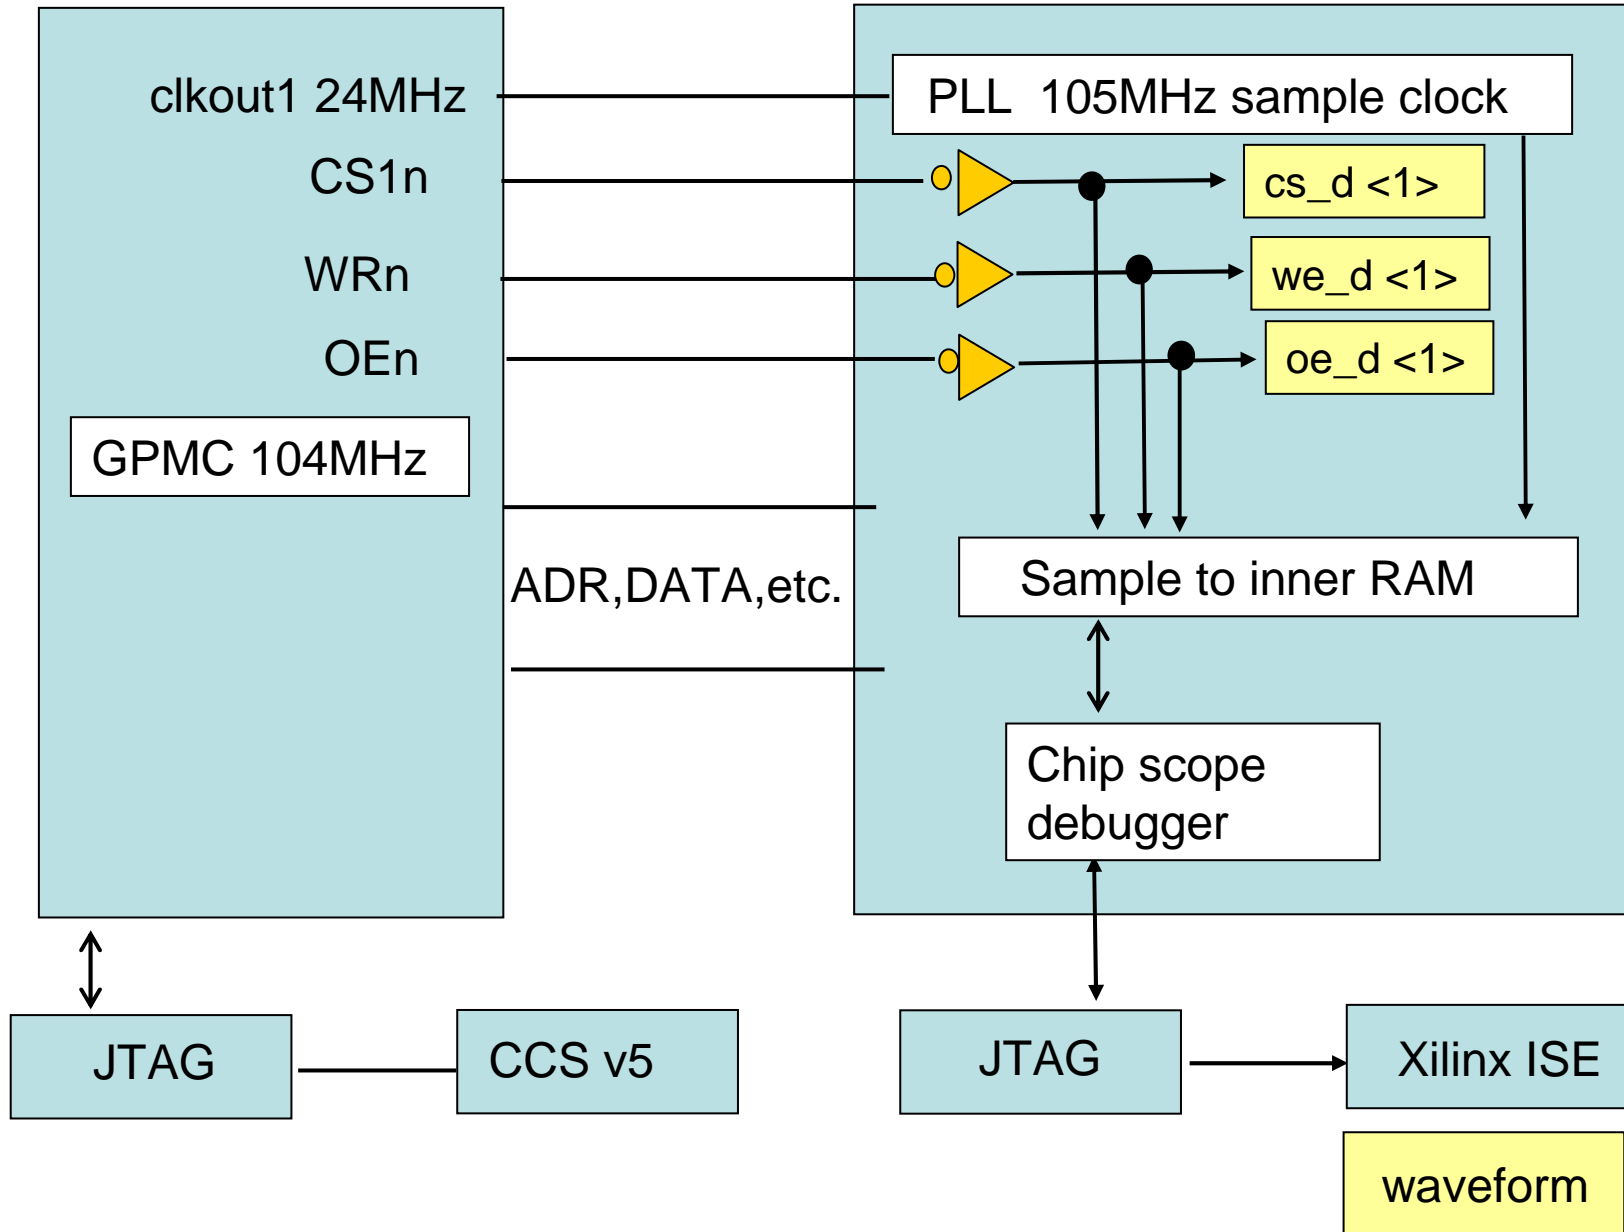 clkout1 24MHz
PLL 105MHz sample clock
CS1n
cs_d <1>
WRn
we_d <1>
OEn
oe_d <1>
GPMC 104MHz
ADR,DATA,etc.
Sample to inner RAM
Chip scope
debugger
JTAG
CCS v5
JTAG
Xilinx ISE
waveform